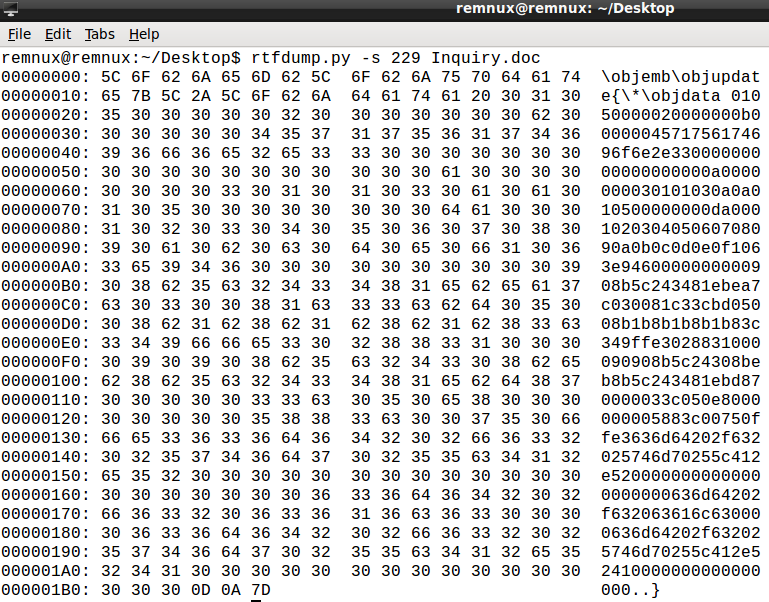 remnux@remnux: ~/Desktop
File Edit Tabs Help
remnux@remnux:~/Desktop$ rtfdump.py -s 229 Inquiry.doc
00000000: 5C 6F 62 6A 65 6D 62 5C  6F 62 6A 75 70 64 61 74   \objemb\objupdat
00000010: 65 7B 5C 2A 5C 6F 62 6A  64 61 74 61 20 30 31 30   e{\*\objdata 010
00000020: 35 30 30 30 30 30 32 30  30 30 30 30 30 30 62 30   50000020000000b0
00000030: 30 30 30 30 30 34 35 37  31 37 35 36 31 37 34 36   0000045717561746
00000040: 39 36 66 36 65 32 65 33  33 30 30 30 30 30 30 30   96f6e2e330000000
00000050: 30 30 30 30 30 30 30 30  30 30 30 61 30 30 30 30   00000000000a0000
00000060: 30 30 30 30 33 30 31 30  31 30 33 30 61 30 61 30   000030101030a0a0
00000070: 31 30 35 30 30 30 30 30  30 30 30 64 61 30 30 30   10500000000da000
00000080: 31 30 32 30 33 30 34 30  35 30 36 30 37 30 38 30   1020304050607080
00000090: 39 30 61 30 62 30 63 30  64 30 65 30 66 31 30 36   90a0b0c0d0e0f106
000000A0: 33 65 39 34 36 30 30 30  30 30 30 30 30 30 30 39   3e94600000000009
000000B0: 30 38 62 35 63 32 34 33  34 38 31 65 62 65 61 37   08b5c243481ebea7
000000C0: 63 30 33 30 30 38 31 63  33 33 63 62 64 30 35 30   c030081c33cbd050
000000D0: 30 38 62 31 62 38 62 31  62 38 62 31 62 38 33 63   08b1b8b1b8b1b83c
000000E0: 33 34 39 66 66 65 33 30  32 38 38 33 31 30 30 30   349ffe3028831000
000000F0: 30 39 30 39 30 38 62 35  63 32 34 33 30 38 62 65   090908b5c24308be
00000100: 62 38 62 35 63 32 34 33  34 38 31 65 62 64 38 37   b8b5c243481ebd87
00000110: 30 30 30 30 30 33 33 63  30 35 30 65 38 30 30 30   0000033c050e8000
00000120: 30 30 30 30 30 35 38 38  33 63 30 30 37 35 30 66   000005883c00750f
00000130: 66 65 33 36 33 36 64 36  34 32 30 32 66 36 33 32   fe3636d64202f632
00000140: 30 32 35 37 34 36 64 37  30 32 35 35 63 34 31 32   025746d70255c412
00000150: 65 35 32 30 30 30 30 30  30 30 30 30 30 30 30 30   e520000000000000
00000160: 30 30 30 30 30 30 30 36  33 36 64 36 34 32 30 32   0000000636d64202
00000170: 66 36 33 32 30 36 33 36  31 36 63 36 33 30 30 30   f632063616c63000
00000180: 30 36 33 36 64 36 34 32  30 32 66 36 33 32 30 32   0636d64202f63202
00000190: 35 37 34 36 64 37 30 32  35 35 63 34 31 32 65 35   5746d70255c412e5
000001A0: 32 34 31 30 30 30 30 30  30 30 30 30 30 30 30 30   2410000000000000
000001B0: 30 30 30 0D 0A 7D                                  000..}